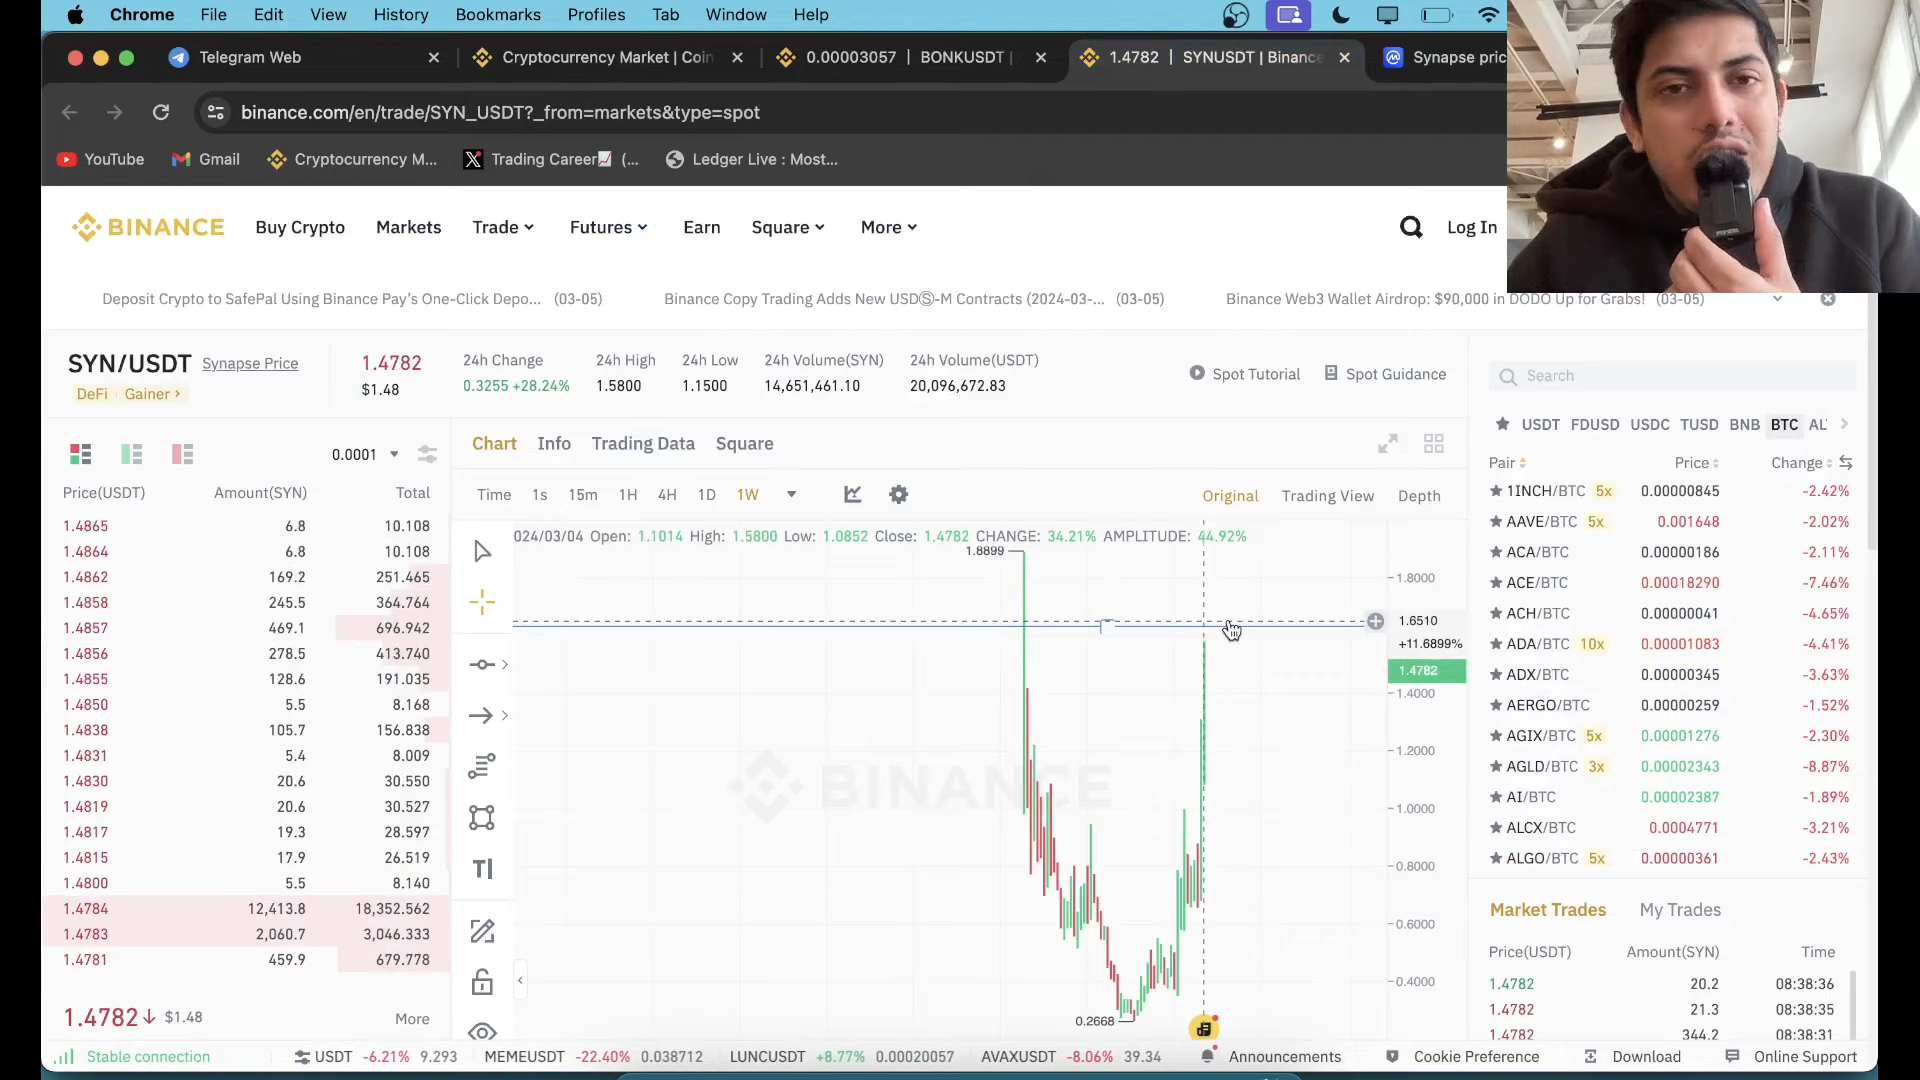 Chrome File Edit View History Bookmarks Profiles Tab Window Help
Telegram Web
Cryptocurrency Market | Coin
0.00003057 | BONKUSDT |
1.4782 | SYNUSDT | Binance
Synapse pric
binance.com/en/trade/SYN_USDT?_from=markets&type=spot
YouTube Gmail Cryptocurrency M... Trading Career (... Ledger Live : Most...
BINANCE Buy Crypto Markets Trade Futures Earn Square More Log In
Deposit Crypto to SafePal Using Binance Pay's One-Click Depo... (03-05)
Binance Copy Trading Adds New USDⓈ-M Contracts (2024-03-... (03-05)
Binance Web3 Wallet Airdrop: $90,000 in DODO Up for Grabs! (03-05)
SYN/USDT Synapse Price
DeFi Gainer
1.4782
$1.48
24h Change
0.3255 +28.24%
24h High
1.5800
24h Low
1.1500
24h Volume(SYN)
14,651,461.10
24h Volume(USDT)
20,096,672.83
Spot Tutorial Spot Guidance
0.0001
Price(USDT) Amount(SYN) Total
1.4865 6.8 10.108
1.4864 6.8 10.108
1.4862 169.2 251.465
1.4858 245.5 364.764
1.4857 469.1 696.942
1.4856 278.5 413.740
1.4855 128.6 191.035
1.4850 5.5 8.168
1.4838 105.7 156.838
1.4831 5.4 8.009
1.4830 20.6 30.550
1.4819 20.6 30.527
1.4817 19.3 28.597
1.4815 17.9 26.519
1.4800 5.5 8.140
1.4784 12,413.8 18,352.562
1.4783 2,060.7 3,046.333
1.4781 459.9 679.778
1.4782 $1.48 More
Chart Info Trading Data Square
Time 1s 15m 1H 4H 1D 1W
Original Trading View Depth
024/03/04 Open: 1.1014 High: 1.5800 Low: 1.0852 Close: 1.4782 CHANGE: 34.21% AMPLITUDE: 44.92%
1.8899
1.8000
1.6510
+11.6899%
1.4782
1.4000
1.2000
1.0000
0.8000
0.6000
0.4000
0.2668
BINANCE
Search
USDT FDUSD USDC TUSD BNB BTC AL
Pair Price Change
1INCH/BTC 5x 0.00000845 -2.42%
AAVE/BTC 5x 0.001648 -2.02%
ACA/BTC 0.00000186 -2.11%
ACE/BTC 0.00018290 -7.46%
ACH/BTC 0.00000041 -4.65%
ADA/BTC 10x 0.00001083 -4.41%
ADX/BTC 0.00000345 -3.63%
AERGO/BTC 0.00000259 -1.52%
AGIX/BTC 5x 0.00001276 -2.30%
AGLD/BTC 3x 0.00002343 -8.87%
AI/BTC 0.00002387 -1.89%
ALCX/BTC 0.0004771 -3.21%
ALGO/BTC 5x 0.00000361 -2.43%
Market Trades My Trades
Price(USDT) Amount(SYN) Time
1.4782 20.2 08:38:36
1.4782 21.3 08:38:35
1.4782 344.2 08:38:31
Stable connection
USDT -6.21% 9.293 MEMEUSDT -22.40% 0.038712 LUNCUSDT +8.77% 0.00020057 AVAXUSDT -8.06% 39.34
Announcements Cookie Preference Download Online Support